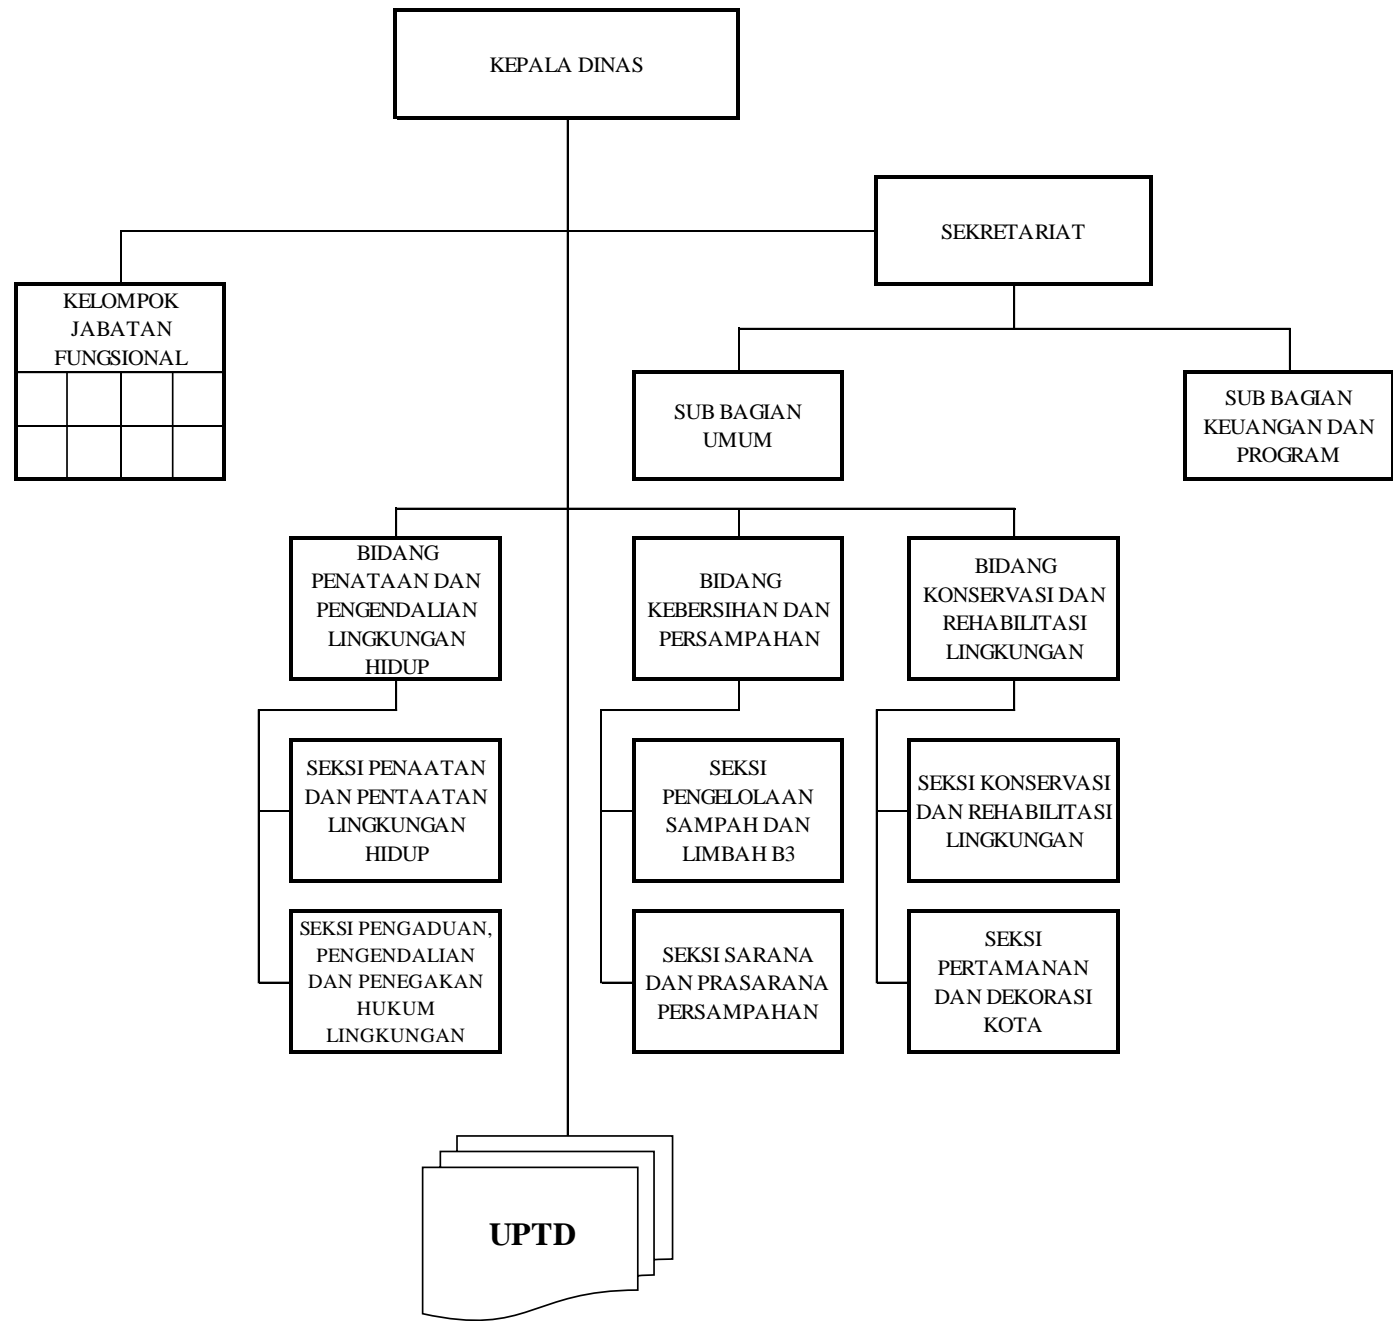 KEPALA DINAS
SEKRETARIAT
KELOMPOK
JABATAN
FUNGSIONAL
SUB BAGIAN
UMUM
SUB BAGIAN
KEUANGAN DAN
PROGRAM
BIDANG
PENATAAN DAN
PENGENDALIAN
LINGKUNGAN
HIDUP
BIDANG
KEBERSIHAN DAN
PERSAMPAHAN
BIDANG
KONSERVASI DAN
REHABILITASI
LINGKUNGAN
SEKSI PENAATAN
DAN PENTAATAN
LINGKUNGAN
HIDUP
SEKSI
PENGELOLAAN
SAMPAH DAN
LIMBAH B3
SEKSI KONSERVASI
DAN REHABILITASI
LINGKUNGAN
SEKSI PENGADUAN,
PENGENDALIAN
DAN PENEGAKAN
HUKUM
LINGKUNGAN
SEKSI SARANA
DAN PRASARANA
PERSAMPAHAN
SEKSI
PERTAMANAN
DAN DEKORASI
KOTA
UPTD